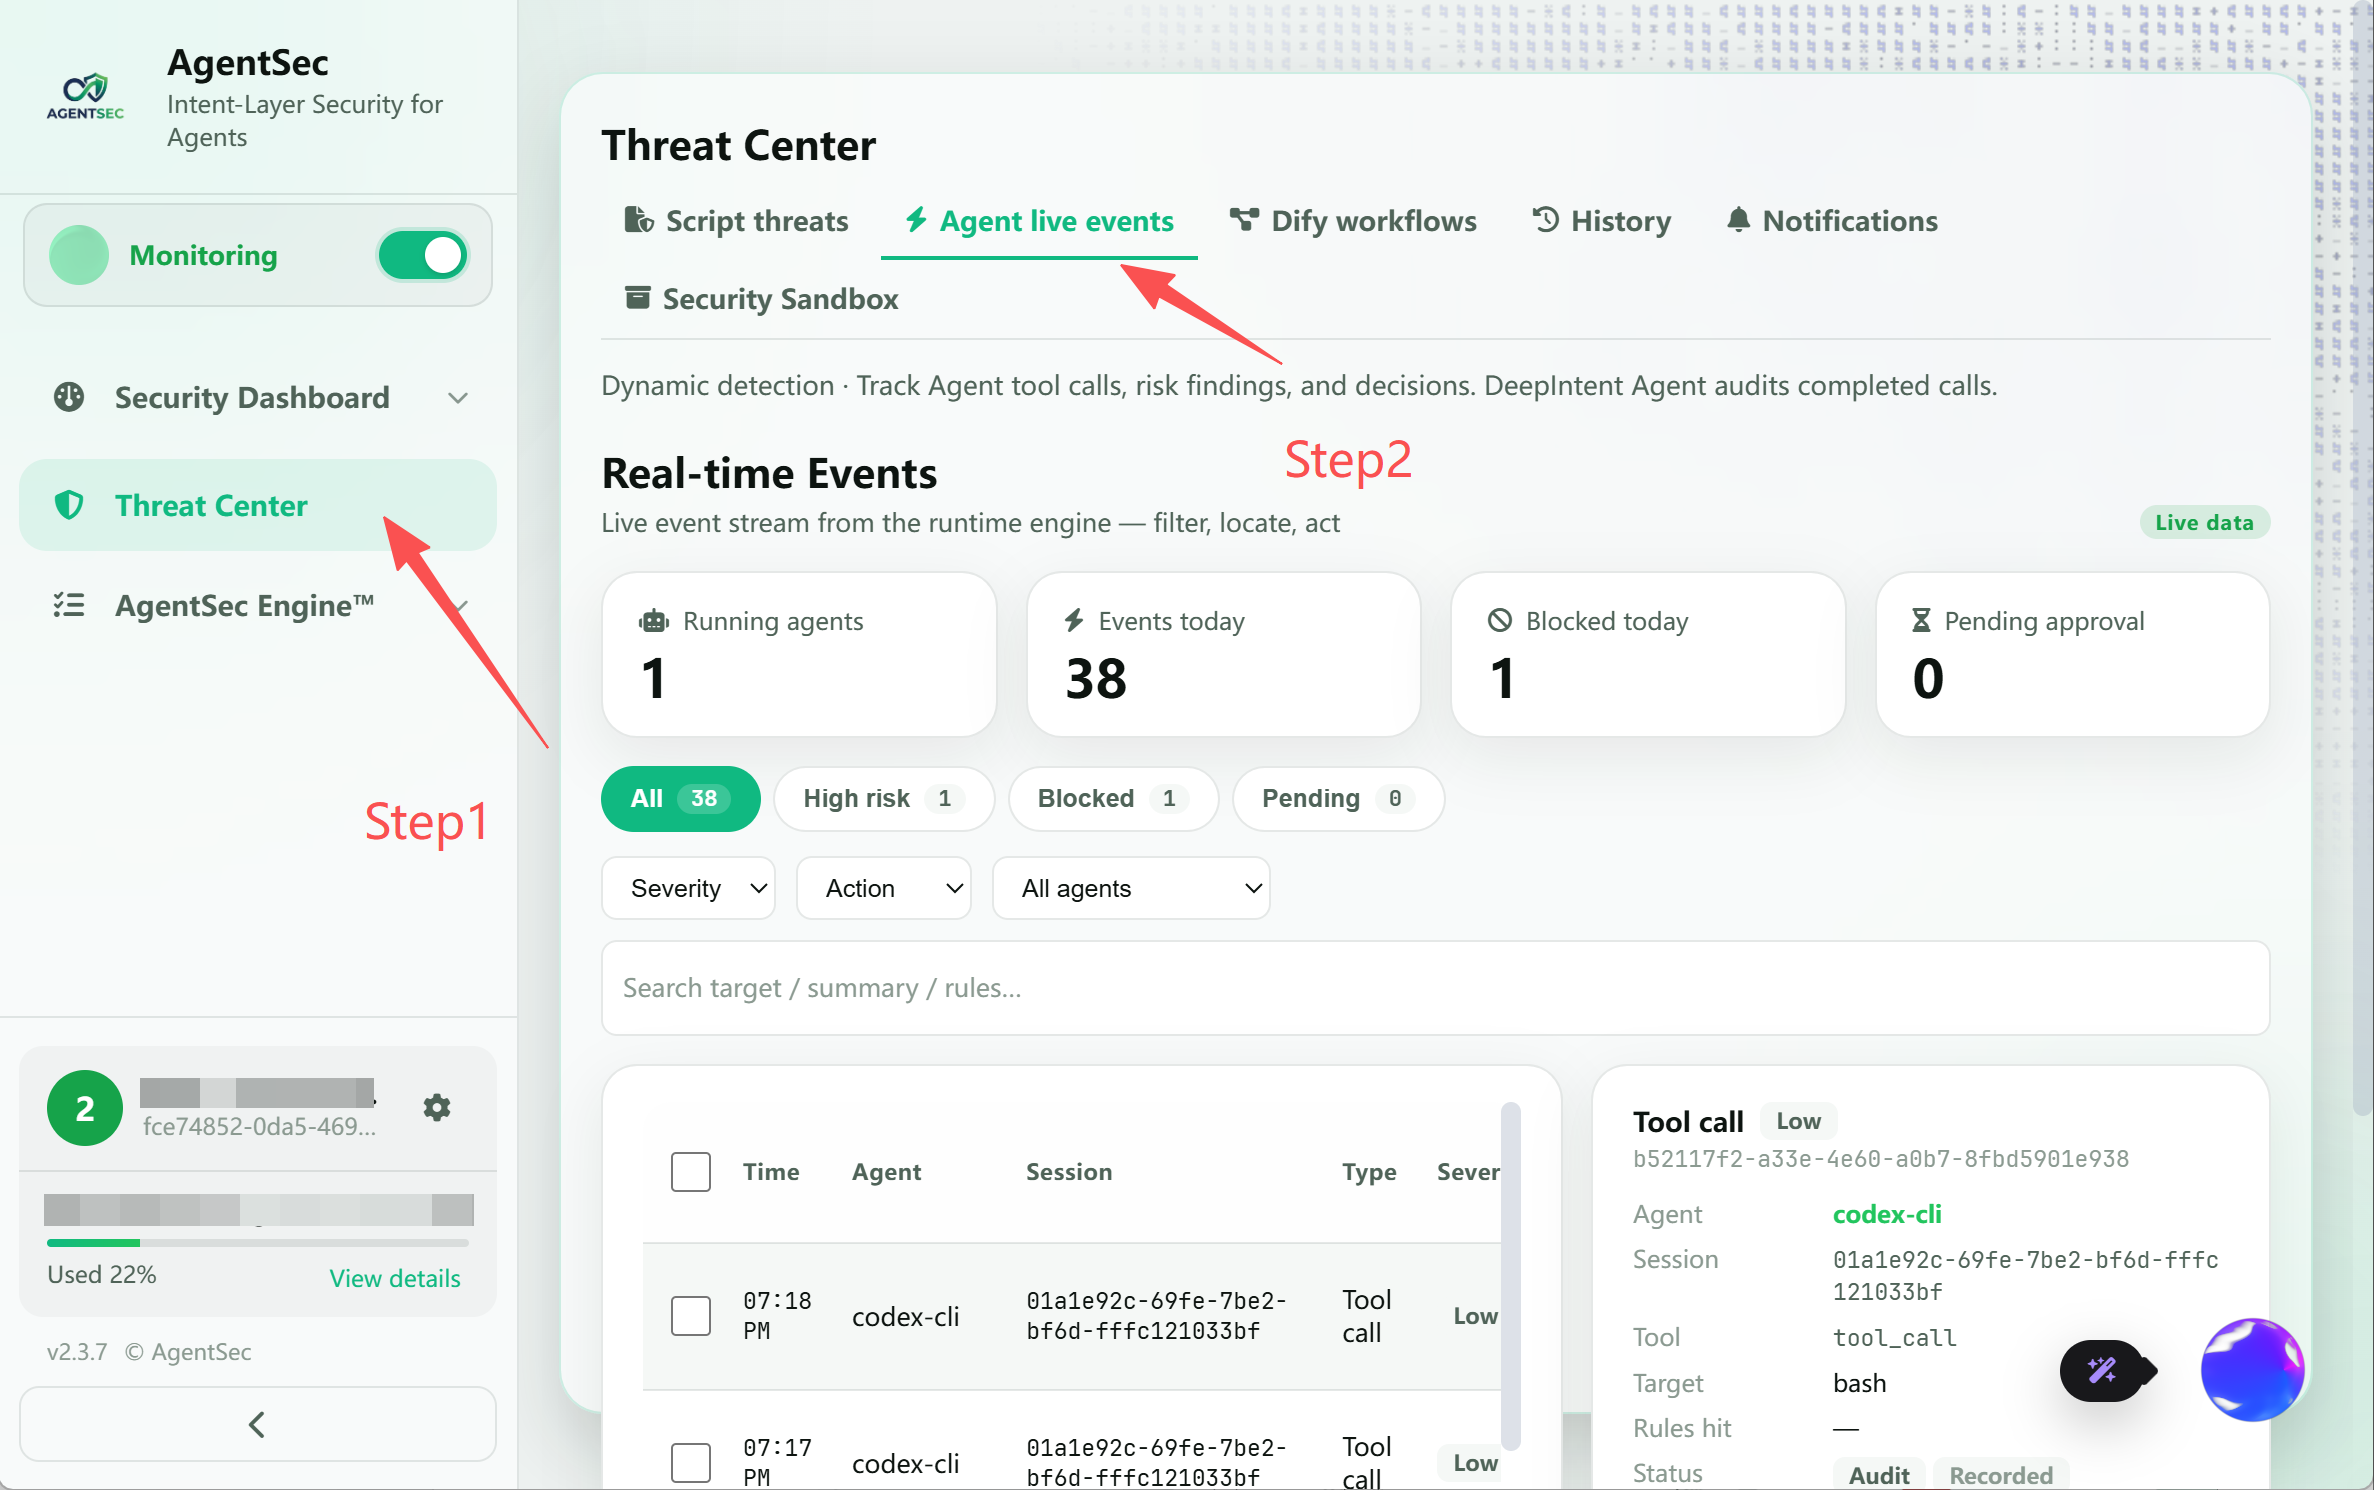 AgentSec
Intent-Layer Security for
Agents
AGENTSEC
Monitoring
Security Dashboard
Threat Center
AgentSec Engine™
Step1
2
fce74852-0da5-469...
Used 22%
View details
v2.3.7 © AgentSec
Threat Center
Script threats
Agent live events
Dify workflows
History
Notifications
Security Sandbox
Dynamic detection · Track Agent tool calls, risk findings, and decisions. DeepIntent Agent audits completed calls.
Step2
Real-time Events
Live event stream from the runtime engine — filter, locate, act
Live data
Running agents
1
Events today
38
Blocked today
1
Pending approval
0
All 38
High risk 1
Blocked 1
Pending 0
Severity
Action
All agents
Search target / summary / rules...
Time Agent Session Type Sever
07:18
PM
codex-cli
01a1e92c-69fe-7be2-
bf6d-fffc121033bf
Tool
call
Low
07:17
PM
codex-cli
01a1e92c-69fe-7be2-
bf6d-fffc121033bf
Tool
call
Low
Tool call Low
b52117f2-a33e-4e60-a0b7-8fbd5901e938
Agent codex-cli
Session 01a1e92c-69fe-7be2-bf6d-fffc
121033bf
Tool tool_call
Target bash
Rules hit —
Status Audit Recorded